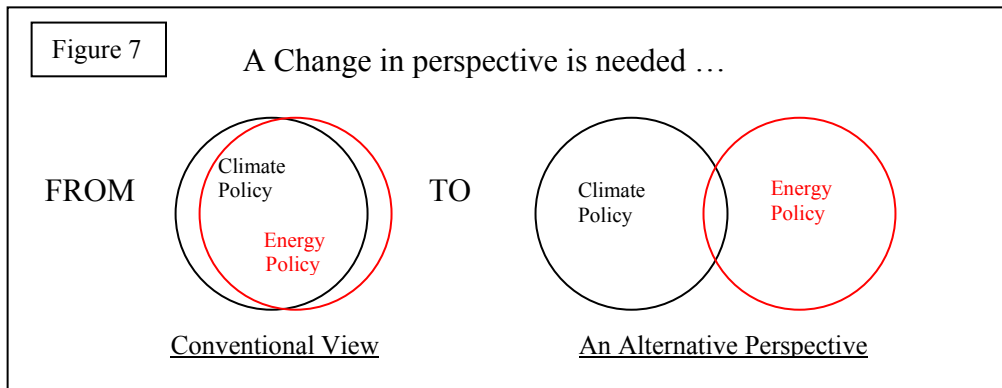 Figure 7
A Change in perspective is needed …
FROM
Climate
Policy
Energy
Policy
TO
Climate
Policy
Energy
Policy
Conventional View
An Alternative Perspective